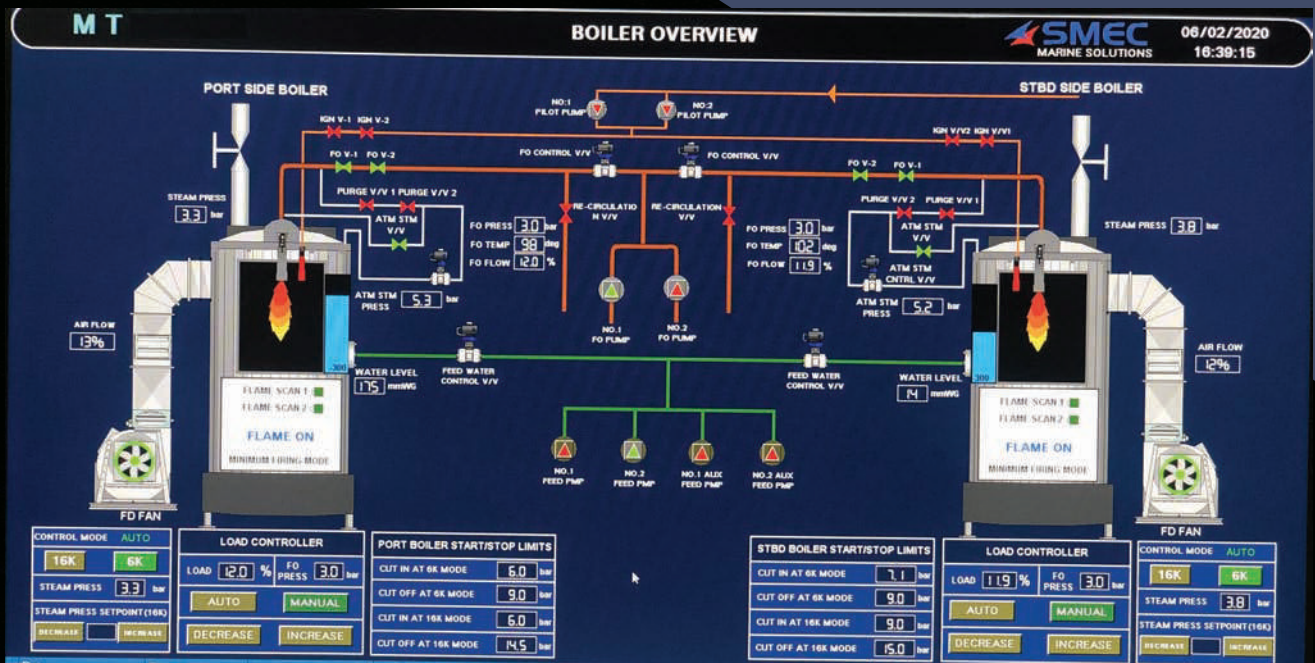 MT
BOILER OVERVIEW
SMEC
MARINE SOLUTIONS
06/02/2020
16:39:15
PORT SIDE BOILER
STBD SIDE BOILER
NO:1
PILOT PUMP
NO:2
PILOT PUMP
IGN V-1 IGN V-2
IGN V/V2 IGN V/V1
FO V-1 FO V-2
FO CONTROL V/V
FO CONTROL V/V
FO V-2 FO V-1
STEAM PRESS
3.3 bar
PURGE V/V 1 PURGE V/V 2
ATM STM
V/V
ATM STM
PRESS
5.3 bar
RE-CIRCULATIO
N V/V
RE-CIRCULATION
V/V
FO PRESS 3.0 bar
FO TEMP 98 deg
FO FLOW 12.0 %
FO PRESS 3.0 bar
FO TEMP 102 deg
FO FLOW 11.9 %
PURGE V/V 2 PURGE V/V 1
ATM STM
V/V
ATM STM
CNTRL V/V
ATM STM
PRESS
5.2 bar
STEAM PRESS 3.8 bar
NO.1
FO PUMP
NO.2
FO PUMP
AIR FLOW
13%
AIR FLOW
12%
-300
WATER LEVEL
175 mmWG
FEED WATER
CONTROL V/V
FEED WATER
CONTROL V/V
WATER LEVEL
14 mmWG
-300
FLAME SCAN 1 :
FLAME SCAN 2 :
FLAME ON
MINIMUM FIRING MODE
FLAME SCAN 1 :
FLAME SCAN 2 :
FLAME ON
MINIMUM FIRING MODE
NO.1
FEED PMP
NO.2
FEED PMP
NO.1 AUX
FEED PMP
NO.2 AUX
FEED PMP
FD FAN
FD FAN
CONTROL MODE AUTO
16K 6K
STEAM PRESS 3.3 bar
STEAM PRESS SETPOINT(16K)
DECREASE INCREASE
LOAD CONTROLLER
LOAD 12.0 % FO PRESS 3.0 bar
AUTO MANUAL
DECREASE INCREASE
PORT BOILER START/STOP LIMITS
CUT IN AT 6K MODE 6.0 bar
CUT OFF AT 6K MODE 9.0 bar
CUT IN AT 16K MODE 6.0 bar
CUT OFF AT 16K MODE 14.5 bar
STBD BOILER START/STOP LIMITS
CUT IN AT 6K MODE 7.1 bar
CUT OFF AT 6K MODE 9.0 bar
CUT IN AT 16K MODE 9.0 bar
CUT OFF AT 16K MODE 15.0 bar
LOAD CONTROLLER
LOAD 11.9 % FO PRESS 3.0 bar
AUTO MANUAL
DECREASE INCREASE
CONTROL MODE AUTO
16K 6K
STEAM PRESS 3.8 bar
STEAM PRESS SETPOINT(16K)
DECREASE INCREASE